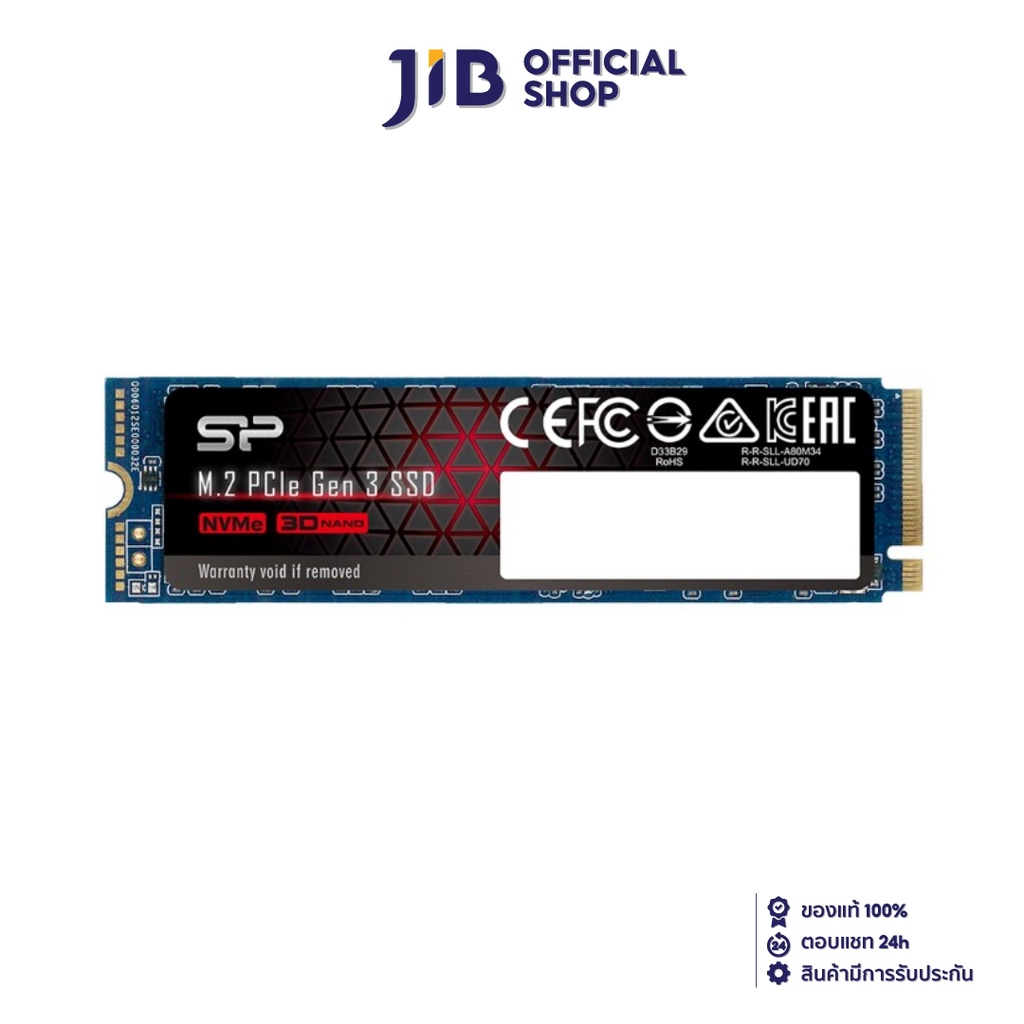 JIB OFFICIAL
SHOP
Q006D12SE000032E
SP
M.2 PCIe Gen 3 SSD
NVMe 3D NAND
Warranty void if removed
CE FC EAC
D33B29
RoHS
R-R-SLL-A80M34
R-R-SLL-UD70
ของแท้ 100%
24 ตอบแชท 24h
สินค้ามีการรับประกัน